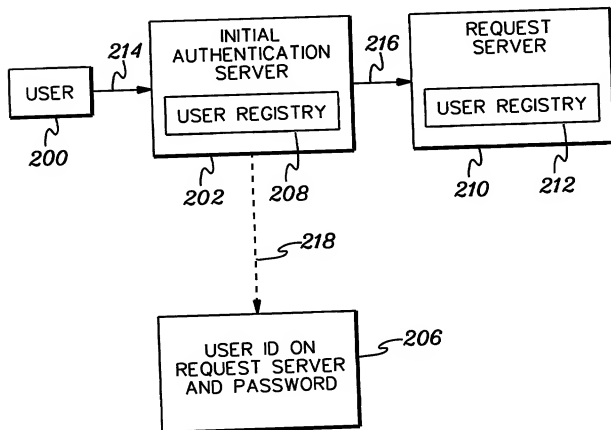 INITIAL
AUTHENTICATION
SERVER
REQUEST
SERVER
214
216
USER
USER REGISTRY
USER REGISTRY
200
202
208
210
212
218
USER ID ON
REQUEST SERVER
AND PASSWORD
206